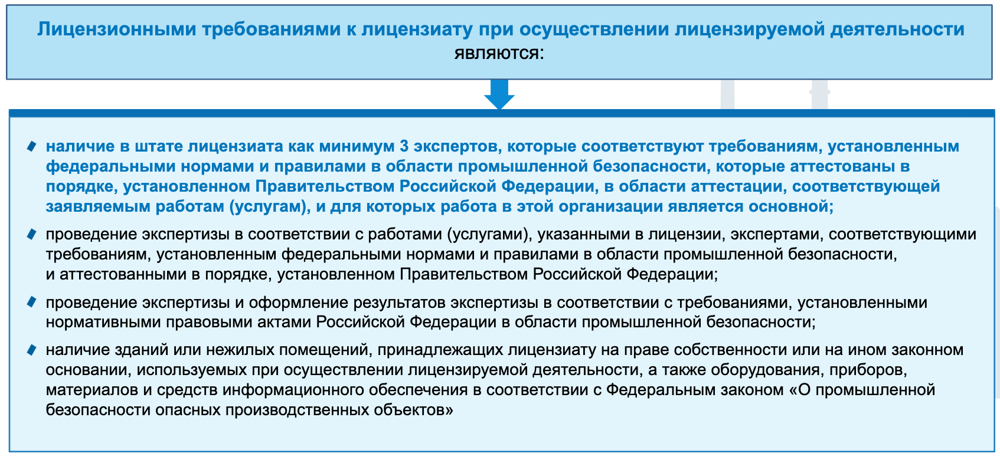 Лицензионными требованиями к лицензиату при осуществлении лицензируемой деятельности
являются:
наличие в штате лицензиата как минимум 3 экспертов, которые соответствуют требованиям, установленным
федеральными нормами и правилами в области промышленной безопасности, которые аттестованы в
порядке, установленном Правительством Российской Федерации, в области аттестации, соответствующей
заявляемым работам (услугам), и для которых работа в этой организации является основной;
проведение экспертизы в соответствии с работами (услугами), указанными в лицензии, экспертами, соответствующими
требованиям, установленным федеральными нормами и правилами в области промышленной безопасности,
и аттестованными в порядке, установленном Правительством Российской Федерации;
проведение экспертизы и оформление результатов экспертизы в соответствии с требованиями, установленными
нормативными правовыми актами Российской Федерации в области промышленной безопасности;
наличие зданий или нежилых помещений, принадлежащих лицензиату на праве собственности или на ином законном
основании, используемых при осуществлении лицензируемой деятельности, а также оборудования, приборов,
материалов и средств информационного обеспечения в соответствии с Федеральным законом «О промышленной
безопасности опасных производственных объектов»